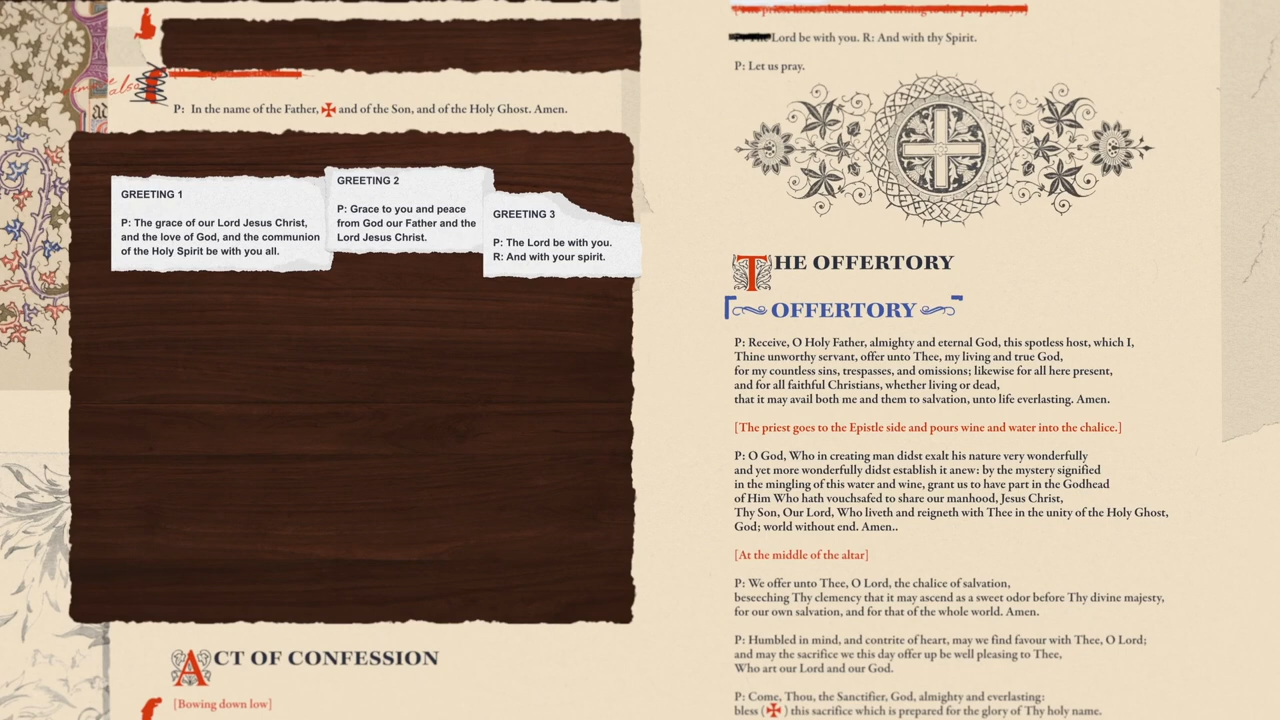 also
P: In the name of the Father, ✠ and of the Son, and of the Holy Ghost. Amen.
GREETING 1
P: The grace of our Lord Jesus Christ,
and the love of God, and the communion
of the Holy Spirit be with you all.
GREETING 2
P: Grace to you and peace
from God our Father and the
Lord Jesus Christ.
GREETING 3
P: The Lord be with you.
R: And with your spirit.
ACT OF CONFESSION
[Bowing down low]
Lord be with you. R: And with thy Spirit.
P: Let us pray.
THE OFFERTORY
OFFERTORY
P: Receive, O Holy Father, almighty and eternal God, this spotless host, which I,
Thine unworthy servant, offer unto Thee, my living and true God,
for my countless sins, trespasses, and omissions; likewise for all here present,
and for all faithful Christians, whether living or dead,
that it may avail both me and them to salvation, unto life everlasting. Amen.
[The priest goes to the Epistle side and pours wine and water into the chalice.]
P: O God, Who in creating man didst exalt his nature very wonderfully
and yet more wonderfully didst establish it anew: by the mystery signified
in the mingling of this water and wine, grant us to have part in the Godhead
of Him Who hath vouchsafed to share our manhood, Jesus Christ,
Thy Son, Our Lord, Who liveth and reigneth with Thee in the unity of the Holy Ghost,
God; world without end. Amen..
[At the middle of the altar]
P: We offer unto Thee, O Lord, the chalice of salvation,
beseeching Thy clemency that it may ascend as a sweet odor before Thy divine majesty,
for our own salvation, and for that of the whole world. Amen.
P: Humbled in mind, and contrite of heart, may we find favour with Thee, O Lord;
and may the sacrifice we this day offer up be well pleasing to Thee,
Who art our Lord and our God.
P: Come, Thou, the Sanctifier, God, almighty and everlasting:
bless (✠) this sacrifice which is prepared for the glory of Thy holy name.